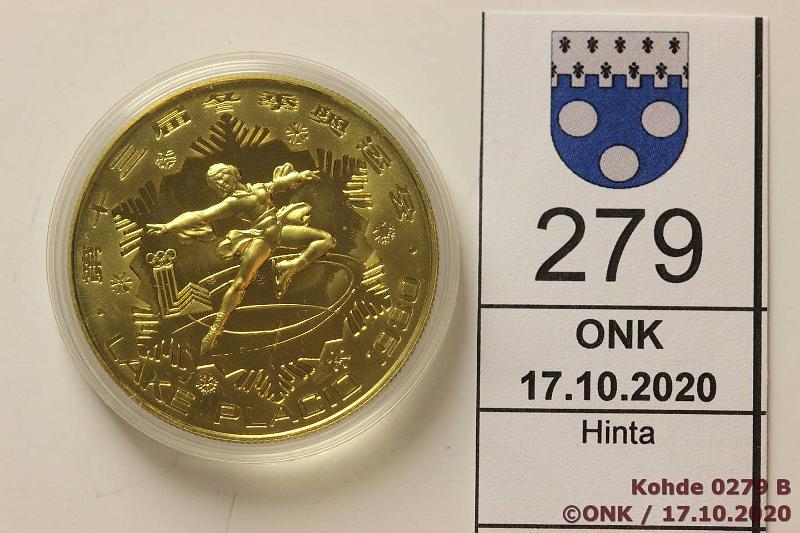 第十三届冬季奥运会
LAKE PLACID 1980
279
ONK
17.10.2020
Hinta
Kohde 0279 B
©ONK / 17.10.2020